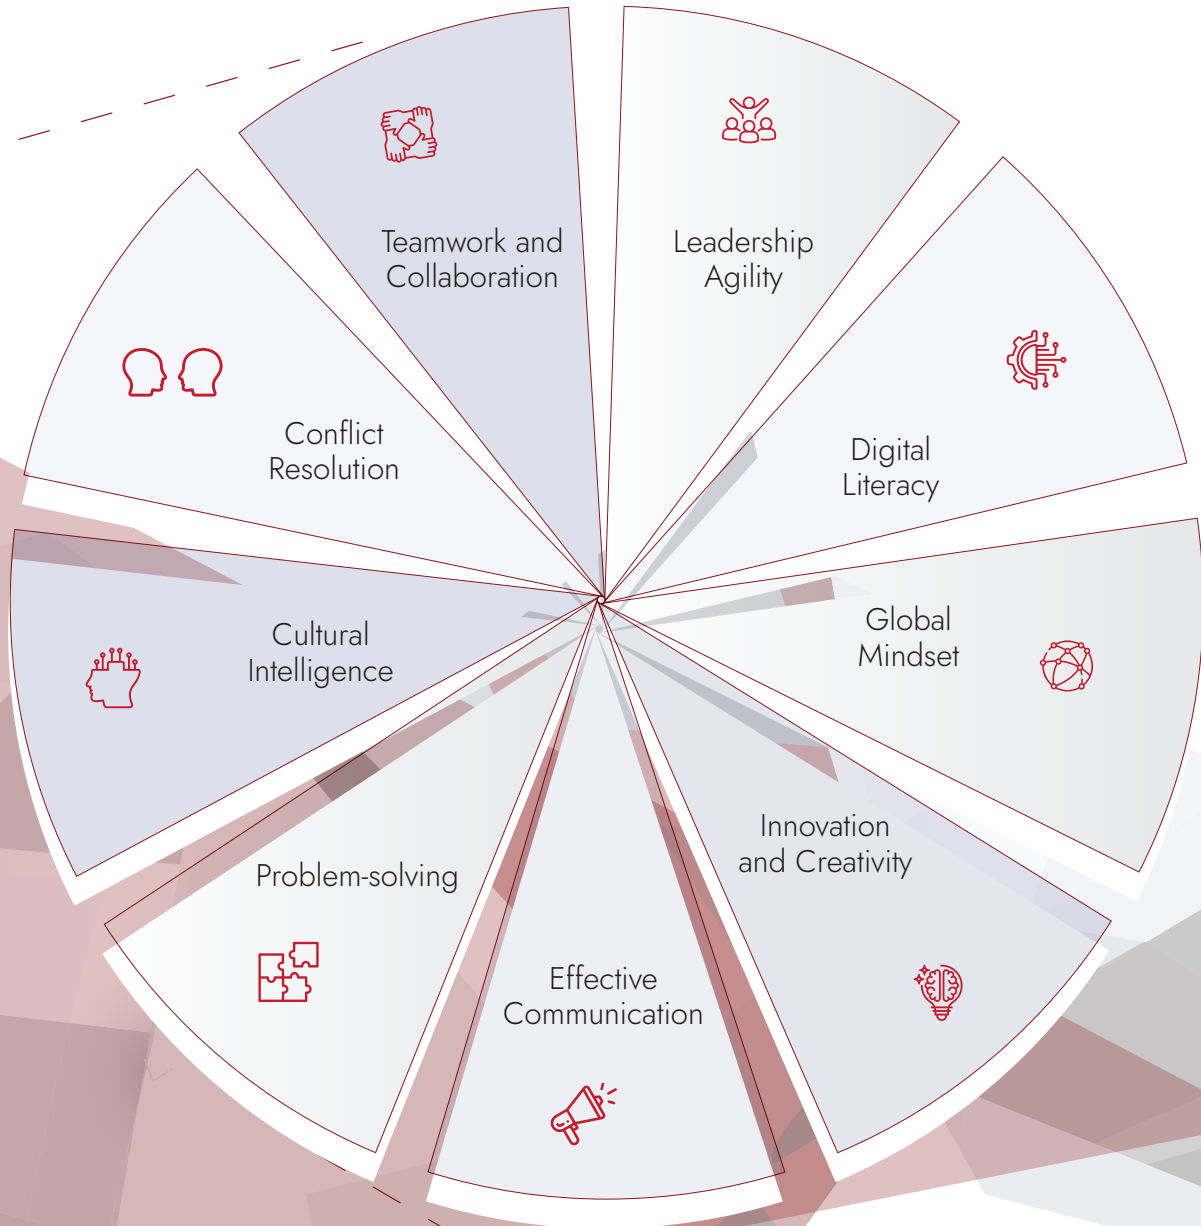 Teamwork and
Collaboration
Leadership
Agility
Digital
Literacy
Global
Mindset
Innovation
and Creativity
Effective
Communication
Problem-solving
Cultural
Intelligence
Conflict
Resolution